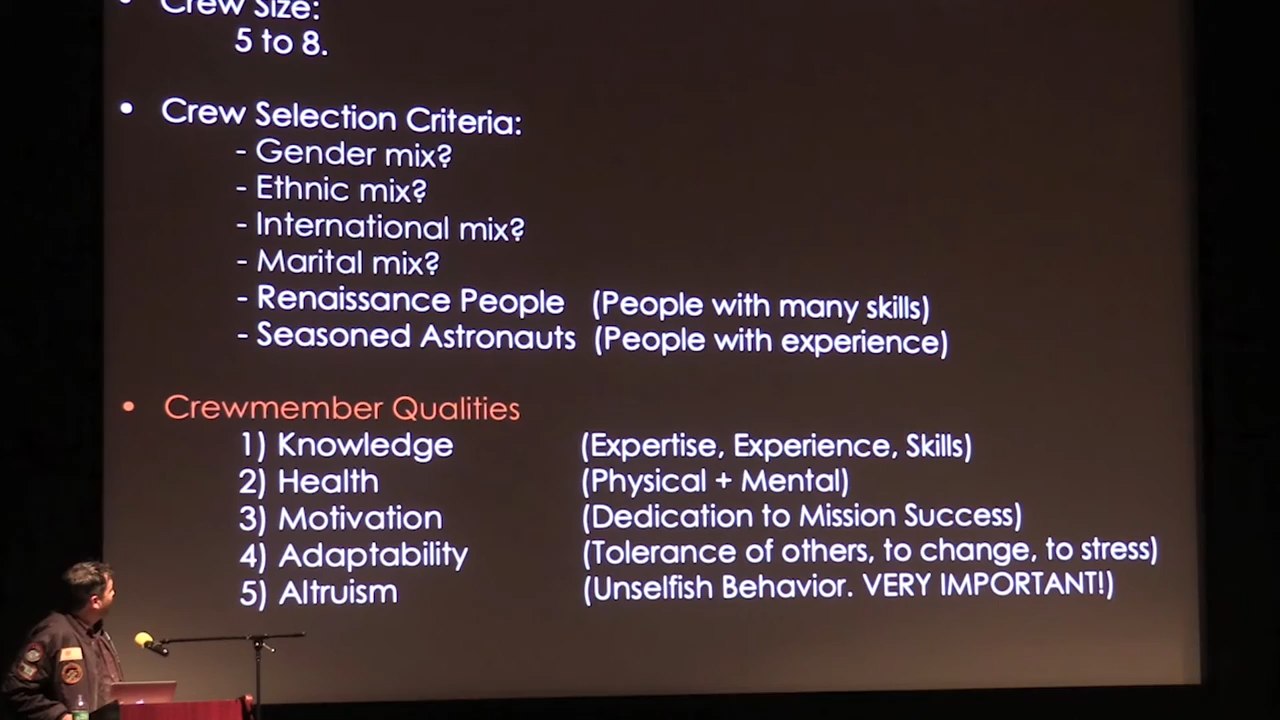 • Crew Size:
5 to 8.
• Crew Selection Criteria:
- Gender mix?
- Ethnic mix?
- International mix?
- Marital mix?
- Renaissance People (People with many skills)
- Seasoned Astronauts (People with experience)
• Crewmember Qualities
1) Knowledge (Expertise, Experience, Skills)
2) Health (Physical + Mental)
3) Motivation (Dedication to Mission Success)
4) Adaptability (Tolerance of others, to change, to stress)
5) Altruism (Unselfish Behavior. VERY IMPORTANT!)